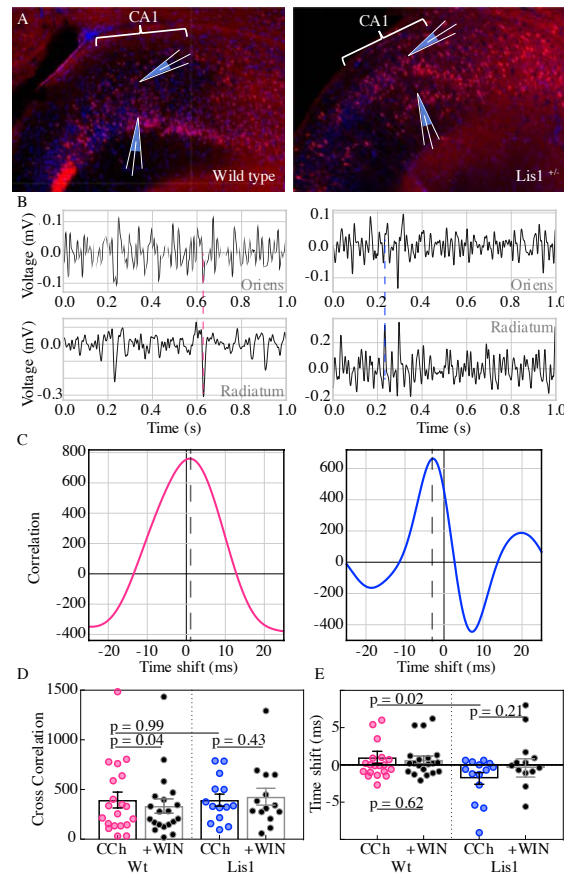 A
CA1
CA1
Wild type
Lis1 +/-
B
Voltage (mV)
0.1
0.0
-0.1
Oriens
0.0 0.2 0.4 0.6 0.8 1.0
0.1
0.0
-0.1
Oriens
0.0 0.2 0.4 0.6 0.8 1.0
Voltage (mV)
0.0
-0.3
Radiatum
0.0 0.2 0.4 0.6 0.8 1.0
Time (s)
Radiatum
0.2
0.0
-0.2
0.0 0.2 0.4 0.6 0.8 1.0
Time (s)
C
Correlation
800
600
400
200
0
-200
-400
-20 -10 0 10 20
Time shift (ms)
600
400
200
0
-200
-400
-20 -10 0 10 20
Time shift (ms)
D
Cross Correlation
1500
1000
500
0
p = 0.99
p = 0.04
p = 0.43
CCh +WIN CCh +WIN
Wt Lis1
E
Time shift (ms)
5
0
-5
p = 0.02
p = 0.21
p = 0.62
CCh +WIN CCh +WIN
Wt Lis1